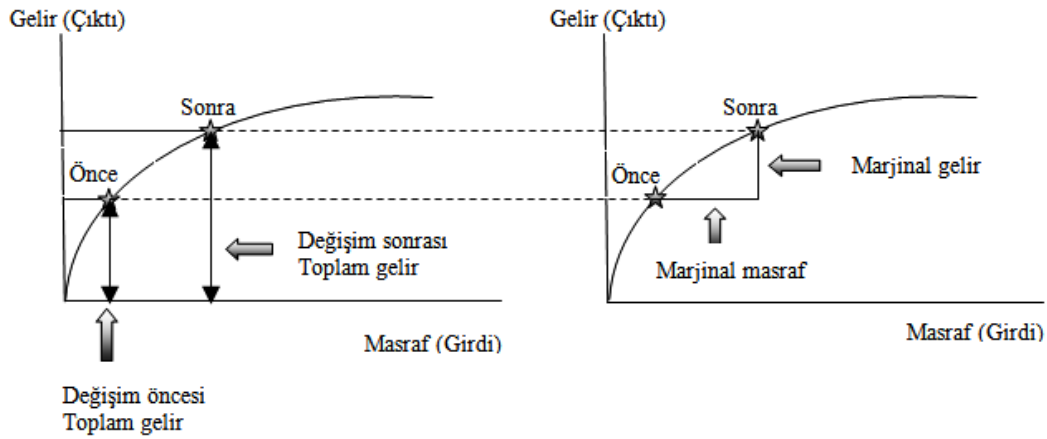 Gelir (Çıktı)
Sonra
Önce
Değişim sonrası
Toplam gelir
Masraf (Girdi)
Değişim öncesi
Toplam gelir
Gelir (Çıktı)
Sonra
Önce
Marjinal gelir
Marjinal masraf
Masraf (Girdi)